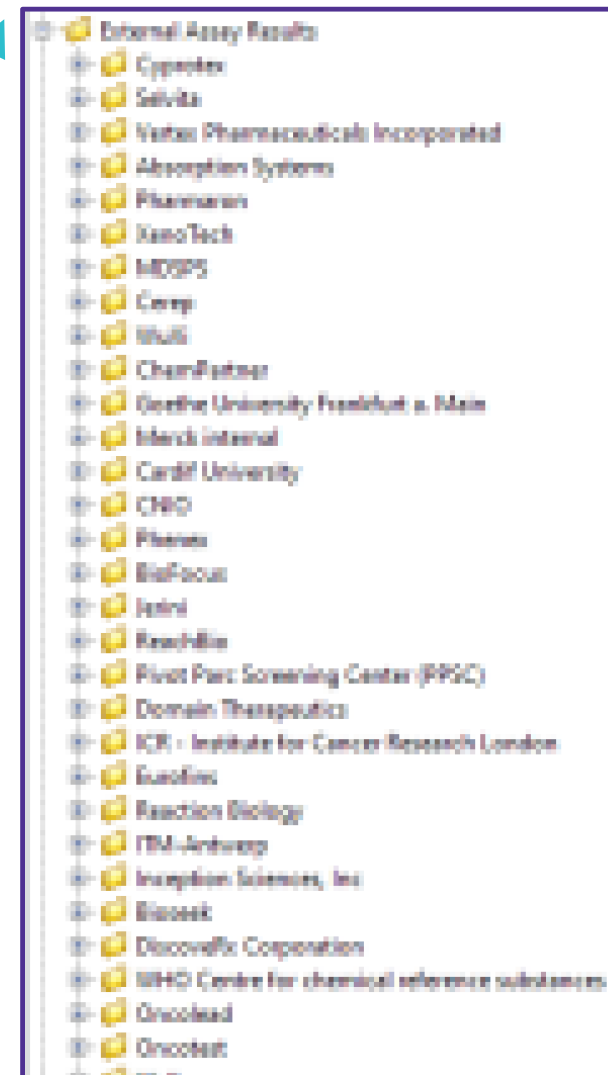 External Assay Results
Cyprotex
Selvita
Vertex Pharmaceuticals Incorporated
Absorption Systems
Pharmaron
XenoTech
MDSPS
Cerep
WuXi
ChemPartner
Goethe University Frankfurt a. Main
Merck internal
Cardiff University
CNIO
Phenex
BioFocus
Jerini
ReachBio
Pivot Parc Screening Center (PPSC)
Domain Therapeutics
ICR - Institute for Cancer Research London
Eurofins
Reaction Biology
ITM-Antwerp
Inception Sciences, Inc
Bioseek
DiscoveRx Corporation
WHO Centre for chemical reference substances
Oncolead
Oncotest